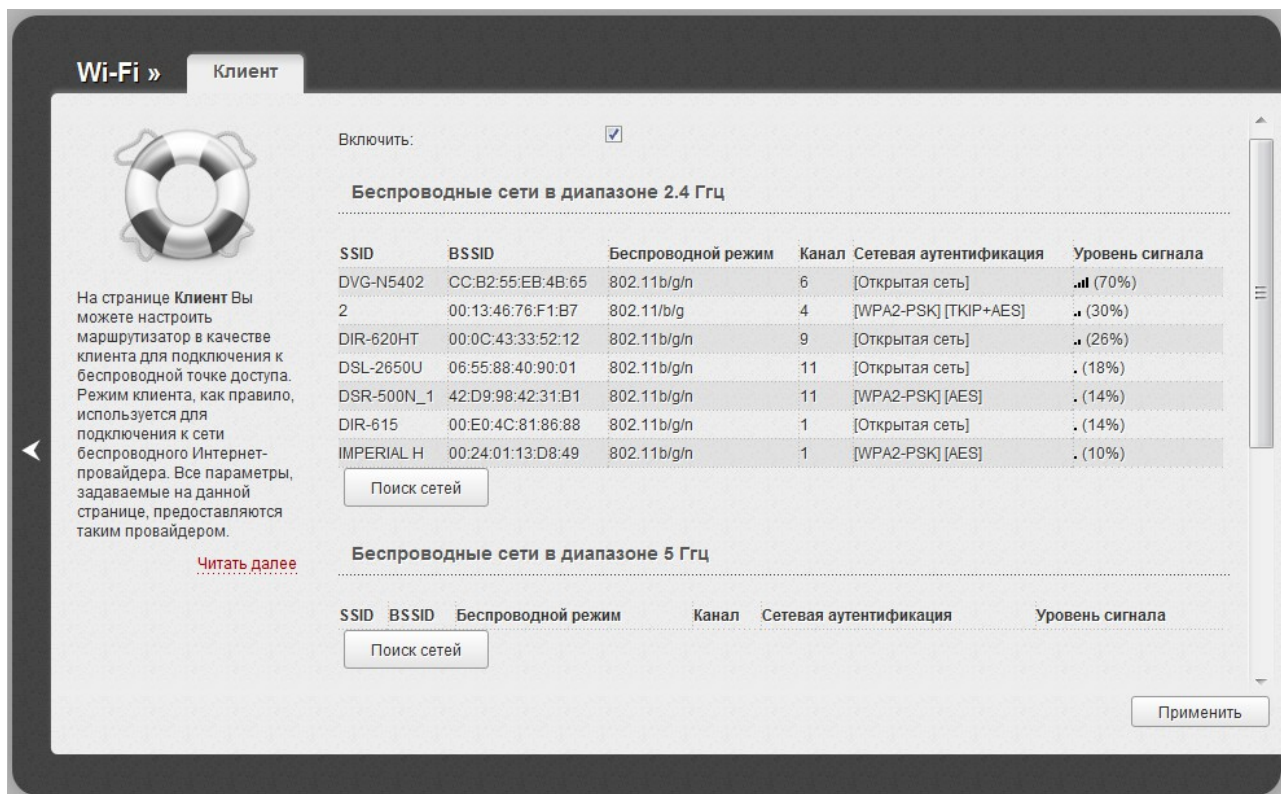 Wi-Fi » Клиент
Включить:
Беспроводные сети в диапазоне 2.4 Ггц
SSID BSSID Беспроводной режим Канал Сетевая аутентификация Уровень сигнала
DVG-N5402 CC:B2:55:EB:4B:65 802.11b/g/n 6 [Открытая сеть] (70%)
2 00:13:46:76:F1:B7 802.11/b/g 4 [WPA2-PSK] [TKIP+AES] (30%)
DIR-620HT 00:0C:43:33:52:12 802.11b/g/n 9 [Открытая сеть] (26%)
DSL-2650U 06:55:88:40:90:01 802.11b/g/n 11 [Открытая сеть] (18%)
DSR-500N_1 42:D9:98:42:31:B1 802.11b/g/n 11 [WPA2-PSK] [AES] (14%)
DIR-615 00:E0:4C:81:86:88 802.11b/g/n 1 [Открытая сеть] (14%)
IMPERIAL H 00:24:01:13:D8:49 802.11b/g/n 1 [WPA2-PSK] [AES] (10%)
Поиск сетей
Беспроводные сети в диапазоне 5 Ггц
SSID BSSID Беспроводной режим Канал Сетевая аутентификация Уровень сигнала
Поиск сетей
На странице Клиент Вы
можете настроить
маршрутизатор в качестве
клиента для подключения к
беспроводной точке доступа.
Режим клиента, как правило,
используется для
подключения к сети
беспроводного Интернет-
провайдера. Все параметры,
задаваемые на данной
странице, предоставляются
таким провайдером.
Читать далее
Применить